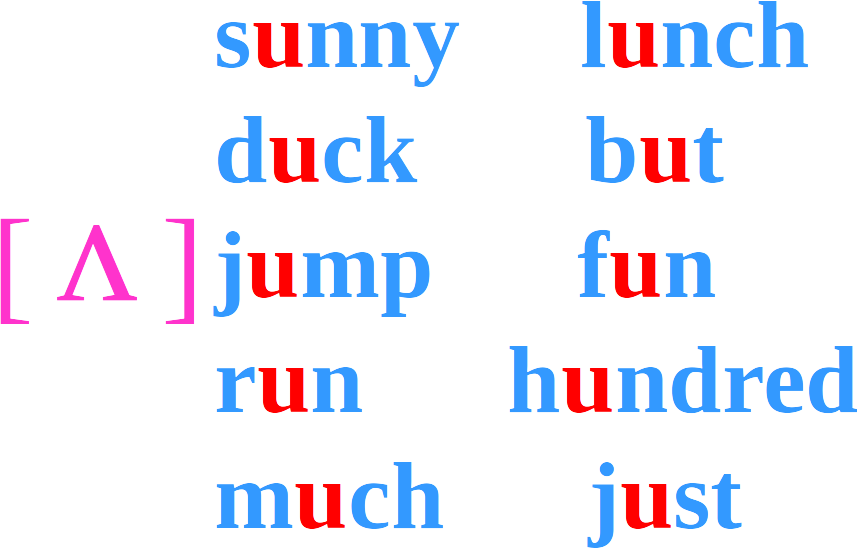 sunny lunch
duck but
[ Λ ] jump fun
run hundred
much just